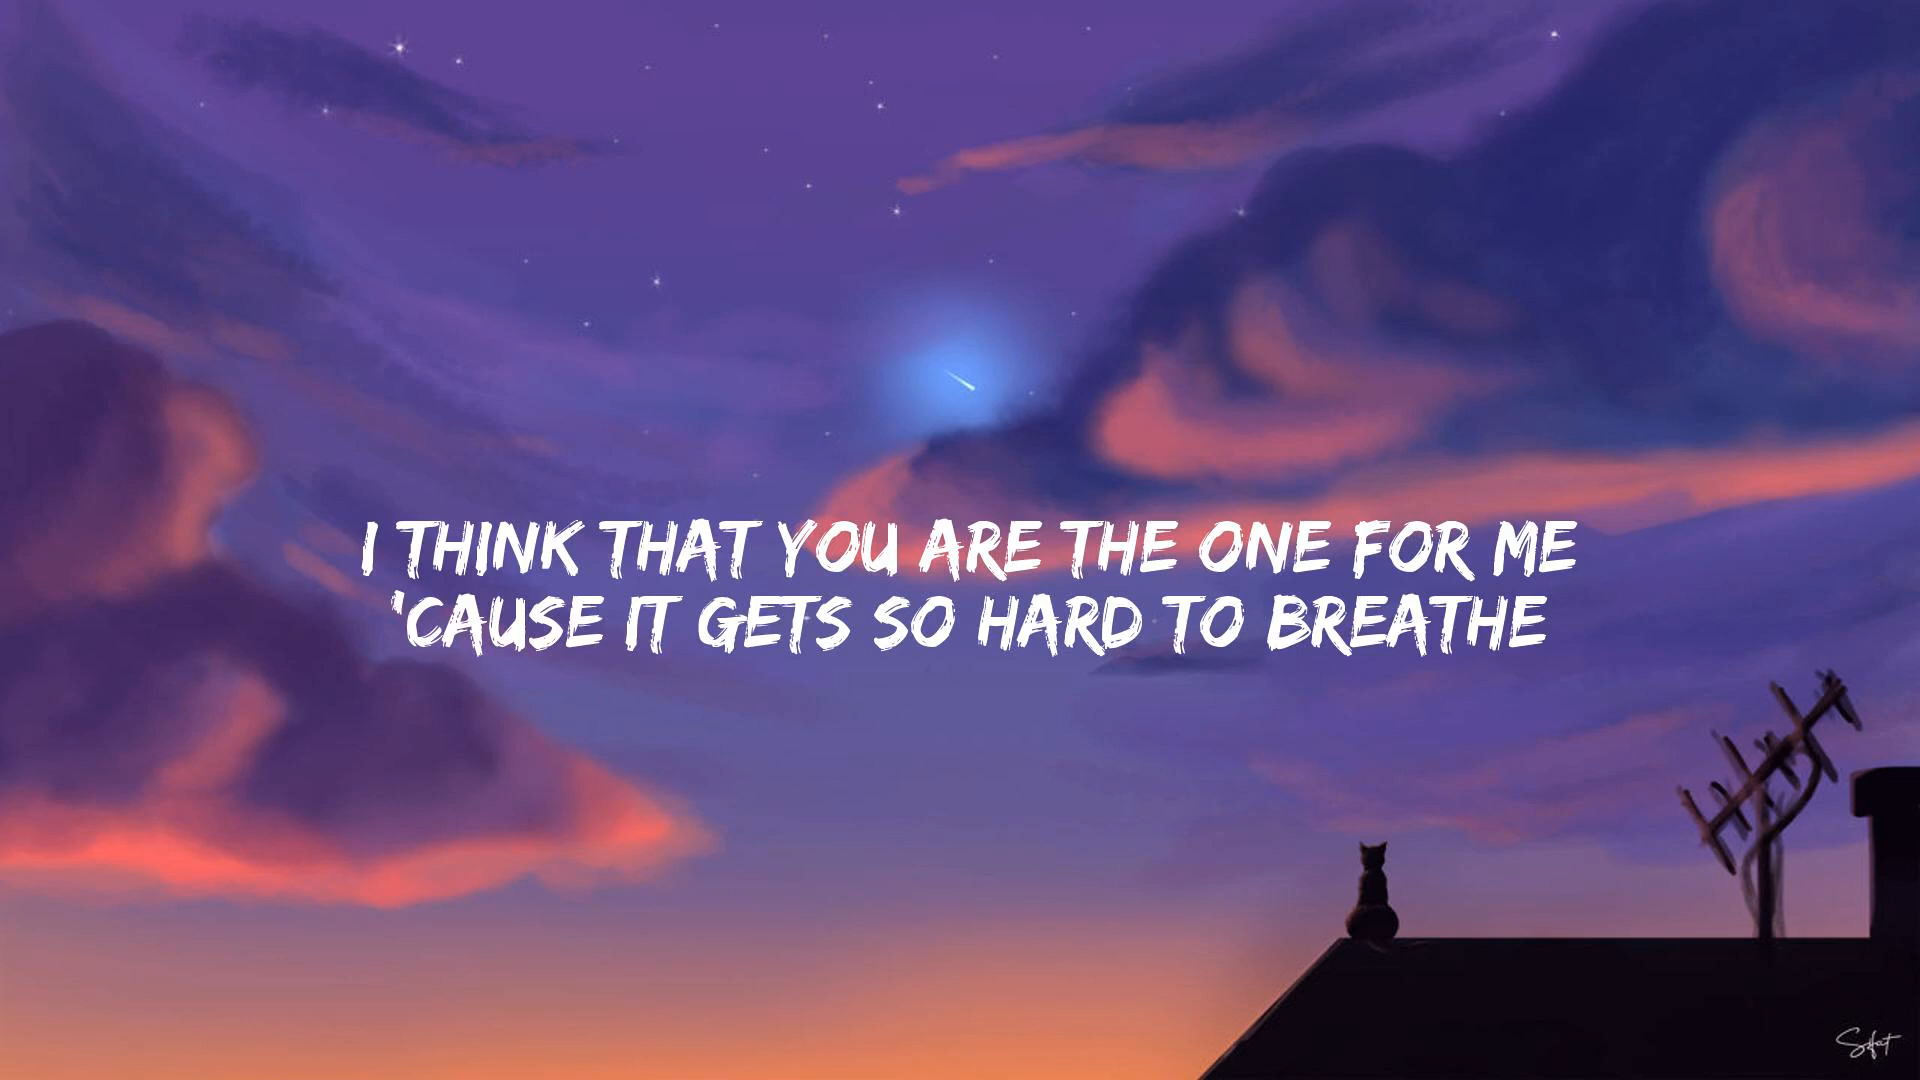 I THINK THAT YOU ARE THE ONE FOR ME
'CAUSE IT GETS SO HARD TO BREATHE